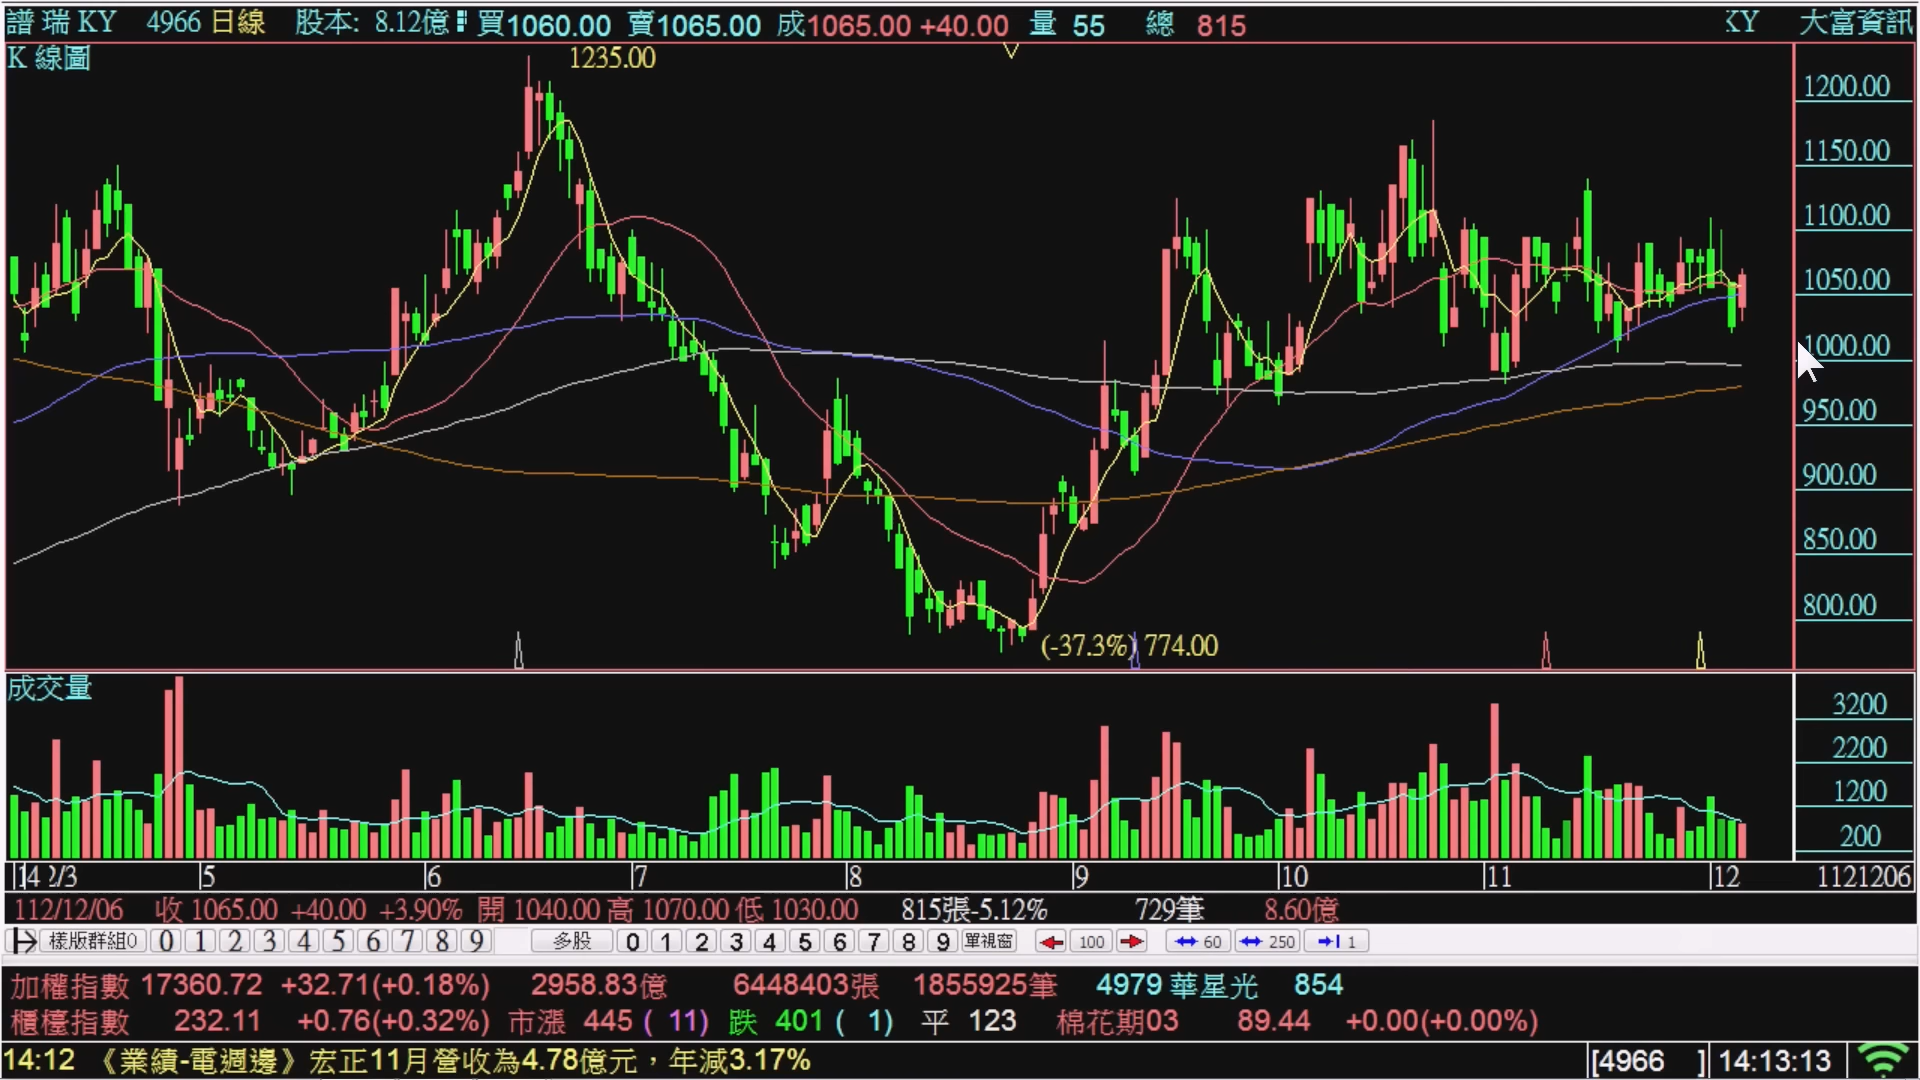 譜瑞KY 4966 日線 股本: 8.12億 買1060.00 賣1065.00 成1065.00 +40.00 量 55 總 815 KY 大富資訊
K 線圖
1235.00
1200.00
1150.00
1100.00
1050.00
1000.00
950.00
900.00
850.00
800.00
(-37.3%) 774.00
成交量
3200
2200
1200
200
5 6 7 8 9 10 11 12 1121206
112/12/06 收 1065.00 +40.00 +3.90% 開 1040.00 高 1070.00 低 1030.00 815張-5.12% 729筆 8.60億
樣版群組0 0 1 2 3 4 5 6 7 8 9 多股 0 1 2 3 4 5 6 7 8 9 單視窗 100 60 250 1
加權指數 17360.72 +32.71(+0.18%) 2958.83億 6448403張 1855925筆 4979 華星光 854
櫃檯指數 232.11 +0.76(+0.32%) 市漲 445 ( 11) 跌 401 ( 1) 平 123 棉花期03 89.44 +0.00(+0.00%)
14:12 《業績-電週邊》宏正11月營收為4.78億元，年減3.17% [4966 ] 14:13:13